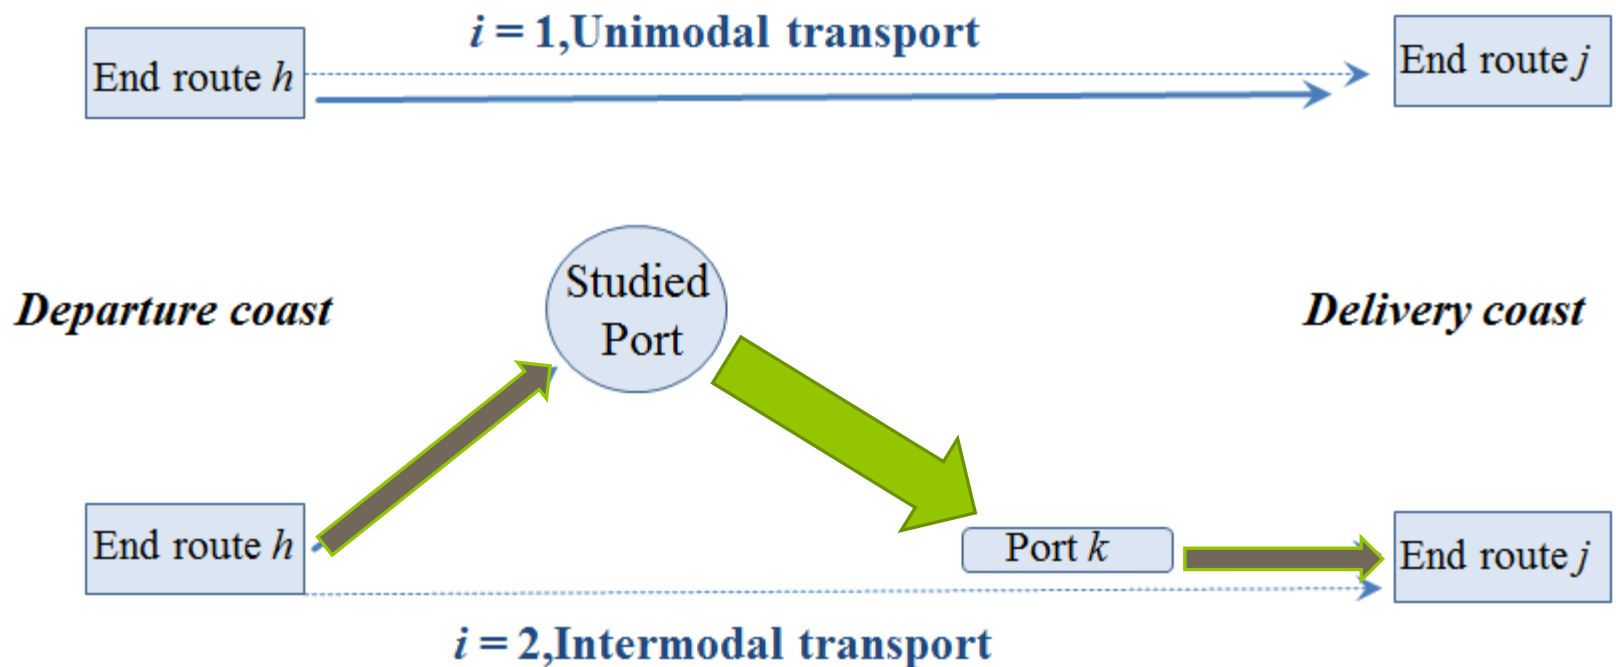 i = 1,Unimodal transport
End route h
End route j
Studied
Port
Departure coast
Delivery coast
End route h
Port k
End route j
i = 2,Intermodal transport